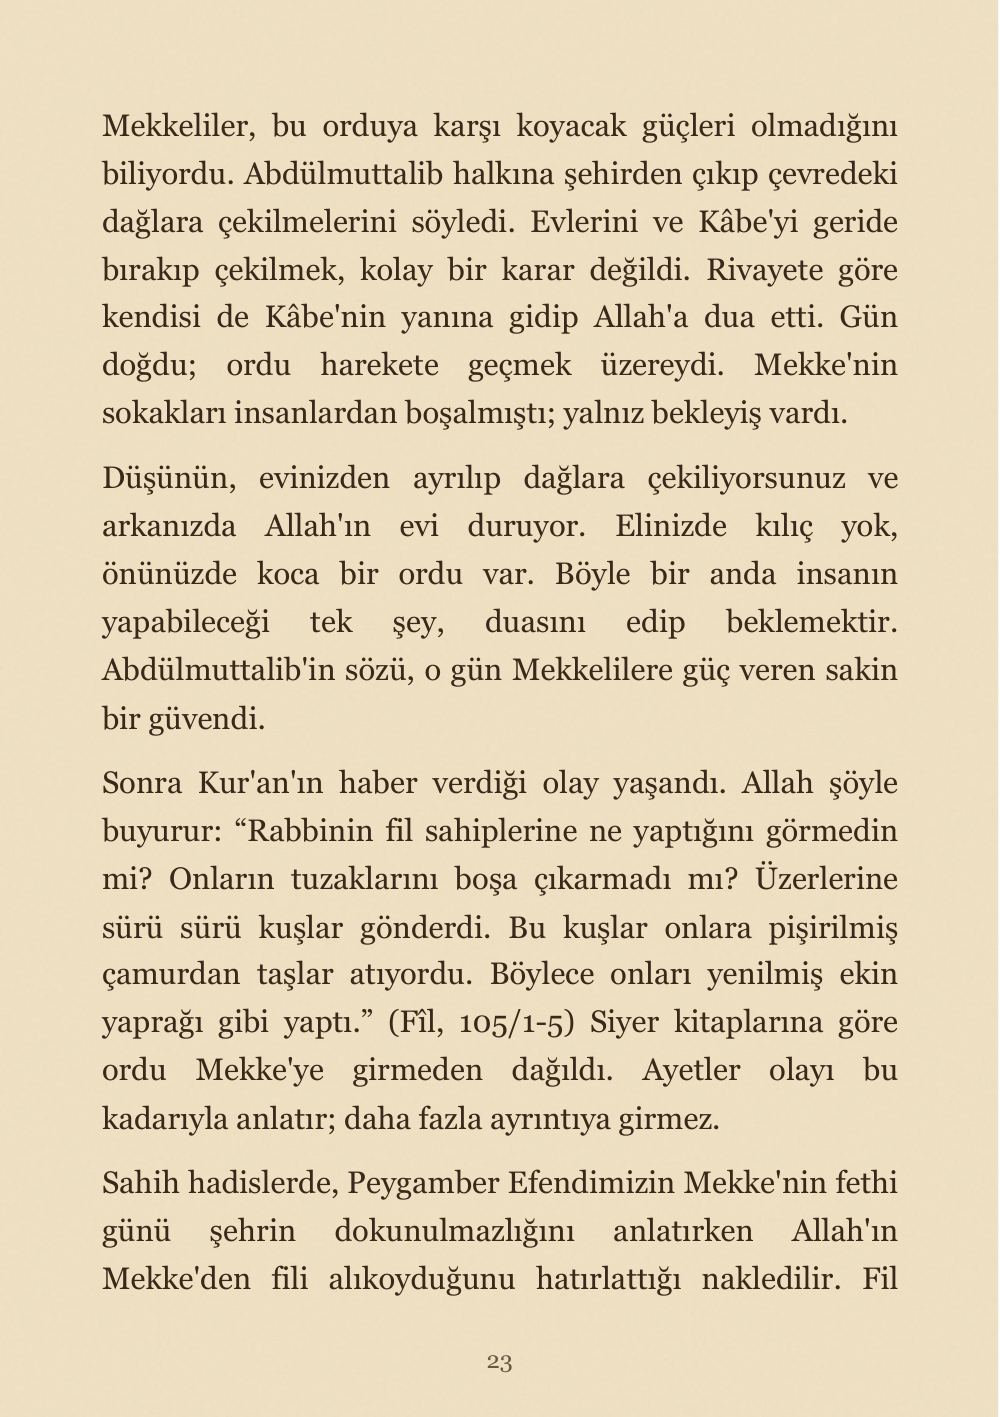 Mekkeliler, bu orduya karşı koyacak güçleri olmadığını
biliyordu. Abdülmuttalib halkına şehirden çıkıp çevredeki
dağlara çekilmelerini söyledi. Evlerini ve Kâbe'yi geride
bırakıp çekilmek, kolay bir karar değildi. Rivayete göre
kendisi de Kâbe'nin yanına gidip Allah'a dua etti. Gün
doğdu; ordu harekete geçmek üzereydi. Mekke'nin
sokakları insanlardan boşalmıştı; yalnız bekleyiş vardı.
Düşünün, evinizden ayrılıp dağlara çekiliyorsunuz ve
arkanızda Allah'ın evi duruyor. Elinizde kılıç yok,
önünüzde koca bir ordu var. Böyle bir anda insanın
yapabileceği tek şey, duasını edip beklemektir.
Abdülmuttalib'in sözü, o gün Mekkelilere güç veren sakin
bir güvendi.
Sonra Kur'an'ın haber verdiği olay yaşandı. Allah şöyle
buyurur: “Rabbinin fil sahiplerine ne yaptığını görmedin
mi? Onların tuzaklarını boşa çıkarmadı mı? Üzerlerine
sürü sürü kuşlar gönderdi. Bu kuşlar onlara pişirilmiş
çamurdan taşlar atıyordu. Böylece onları yenilmiş ekin
yaprağı gibi yaptı.” (Fîl, 105/1-5) Siyer kitaplarına göre
ordu Mekke'ye girmeden dağıldı. Ayetler olayı bu
kadarıyla anlatır; daha fazla ayrıntıya girmez.
Sahih hadislerde, Peygamber Efendimizin Mekke'nin fethi
günü şehrin dokunulmazlığını anlatırken Allah'ın
Mekke'den fili alıkoyduğunu hatırlattığı nakledilir. Fil
23